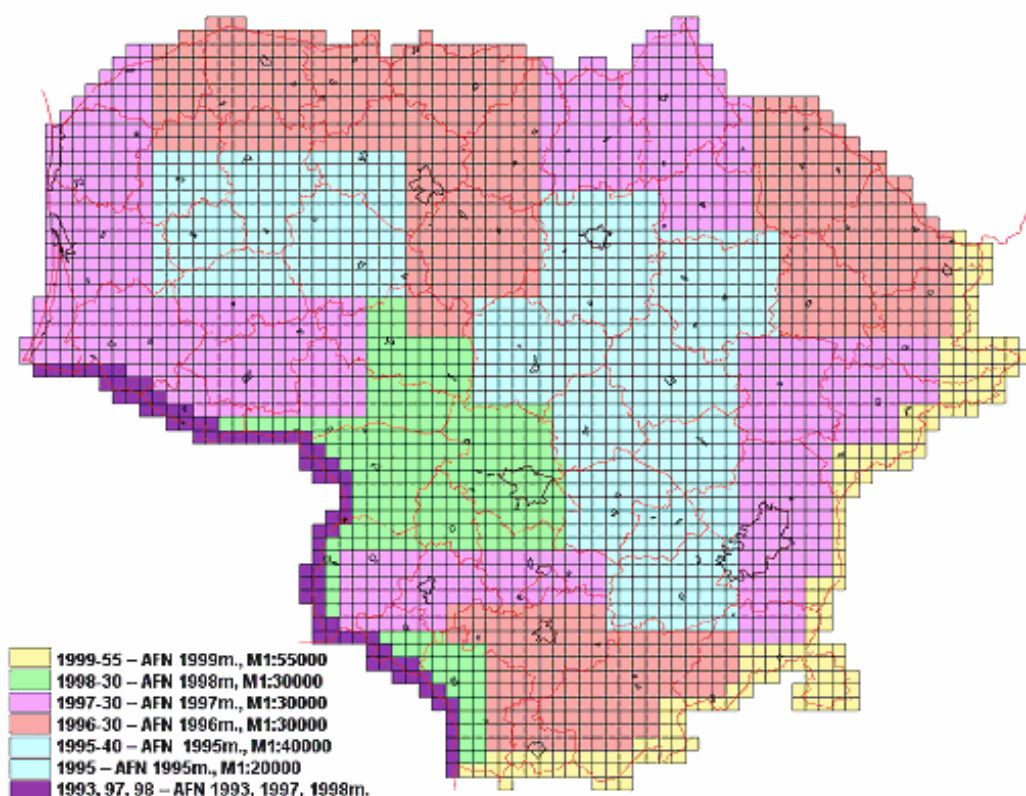 1999-55 – AFN 1999m., M1:55000
1998-30 – AFN 1998m, M1:30000
1997-30 – AFN 1997m., M1:30000
1996-30 – AFN 1996m., M1:30000
1995-40 – AFN 1995m., M1:40000
1995 – AFN 1995m., M1:20000
1993, 97, 98 – AFN 1993, 1997, 1998m.